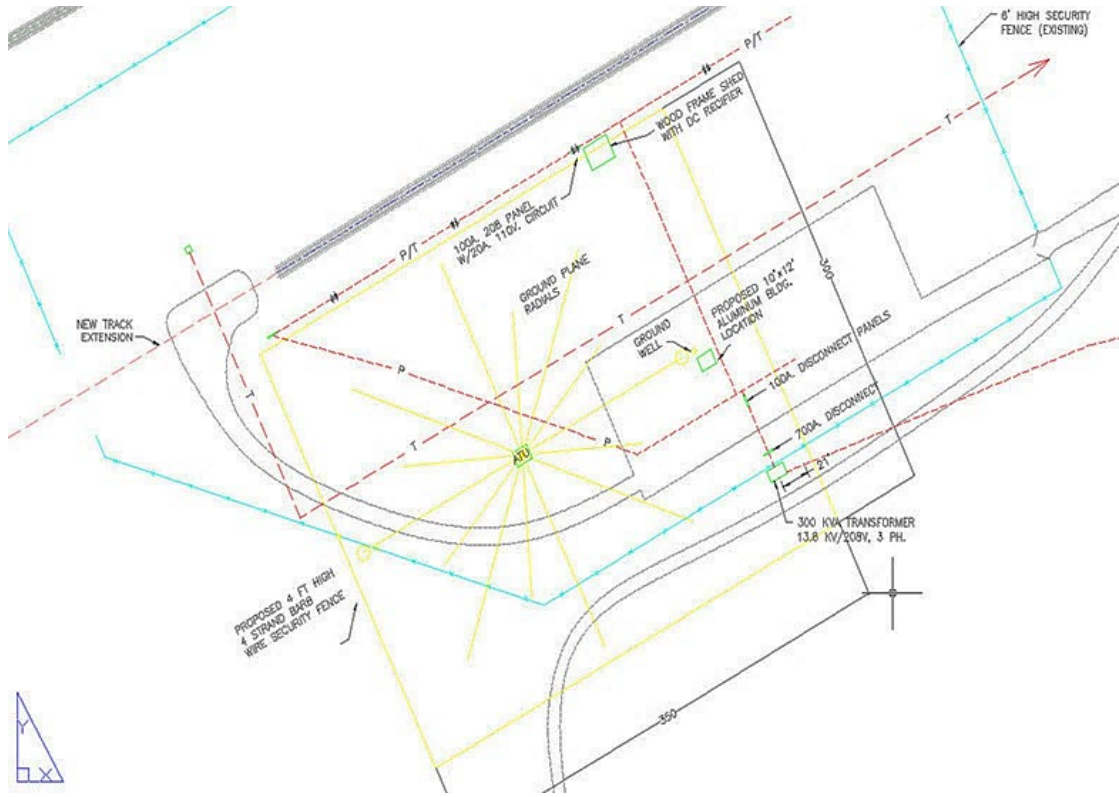 6' HIGH SECURITY
FENCE (EXISTING)
P/T
WOOD FRAME SHED
WITH DC RECIFIER
T
100A. 208 PANEL
W/20A. 110V. CIRCUIT
P/T
GROUND PLANE
RADIALS
300
NEW TRACK
EXTENSION
T
PROPOSED 10'x12'
ALUMINUM BLDG.
LOCATION
GROUND
WELL
P
T
100A. DISCONNECT PANELS
T
P
ATU
700A. DISCONNECT
21'
300 KVA TRANSFORMER
13.8 KV/208V, 3 PH.
PROPOSED 4 FT HIGH
4 STRAND BARB
WIRE SECURITY FENCE
350
Y
X